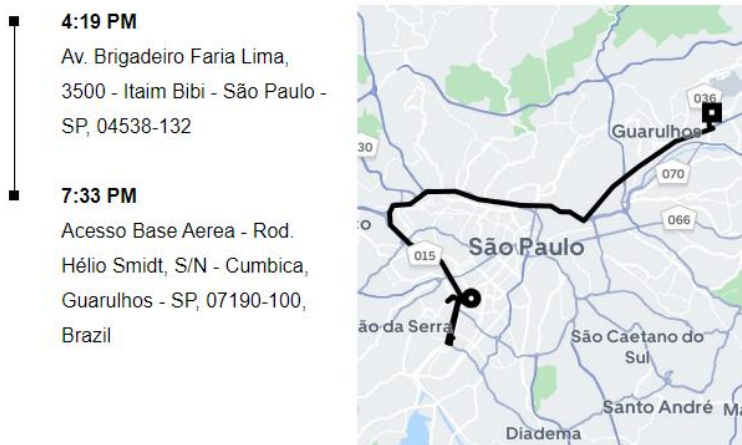 4:19 PM
Av. Brigadeiro Faria Lima,
3500 - Itaim Bibi - São Paulo -
SP, 04538-132
7:33 PM
Acesso Base Aerea - Rod.
Hélio Smidt, S/N - Cumbica,
Guarulhos - SP, 07190-100,
Brazil
036
Guarulhos
30
070
066
o
São Paulo
015
ão da Serra
São Caetano do
Sul
Santo André
Ma
Diadema